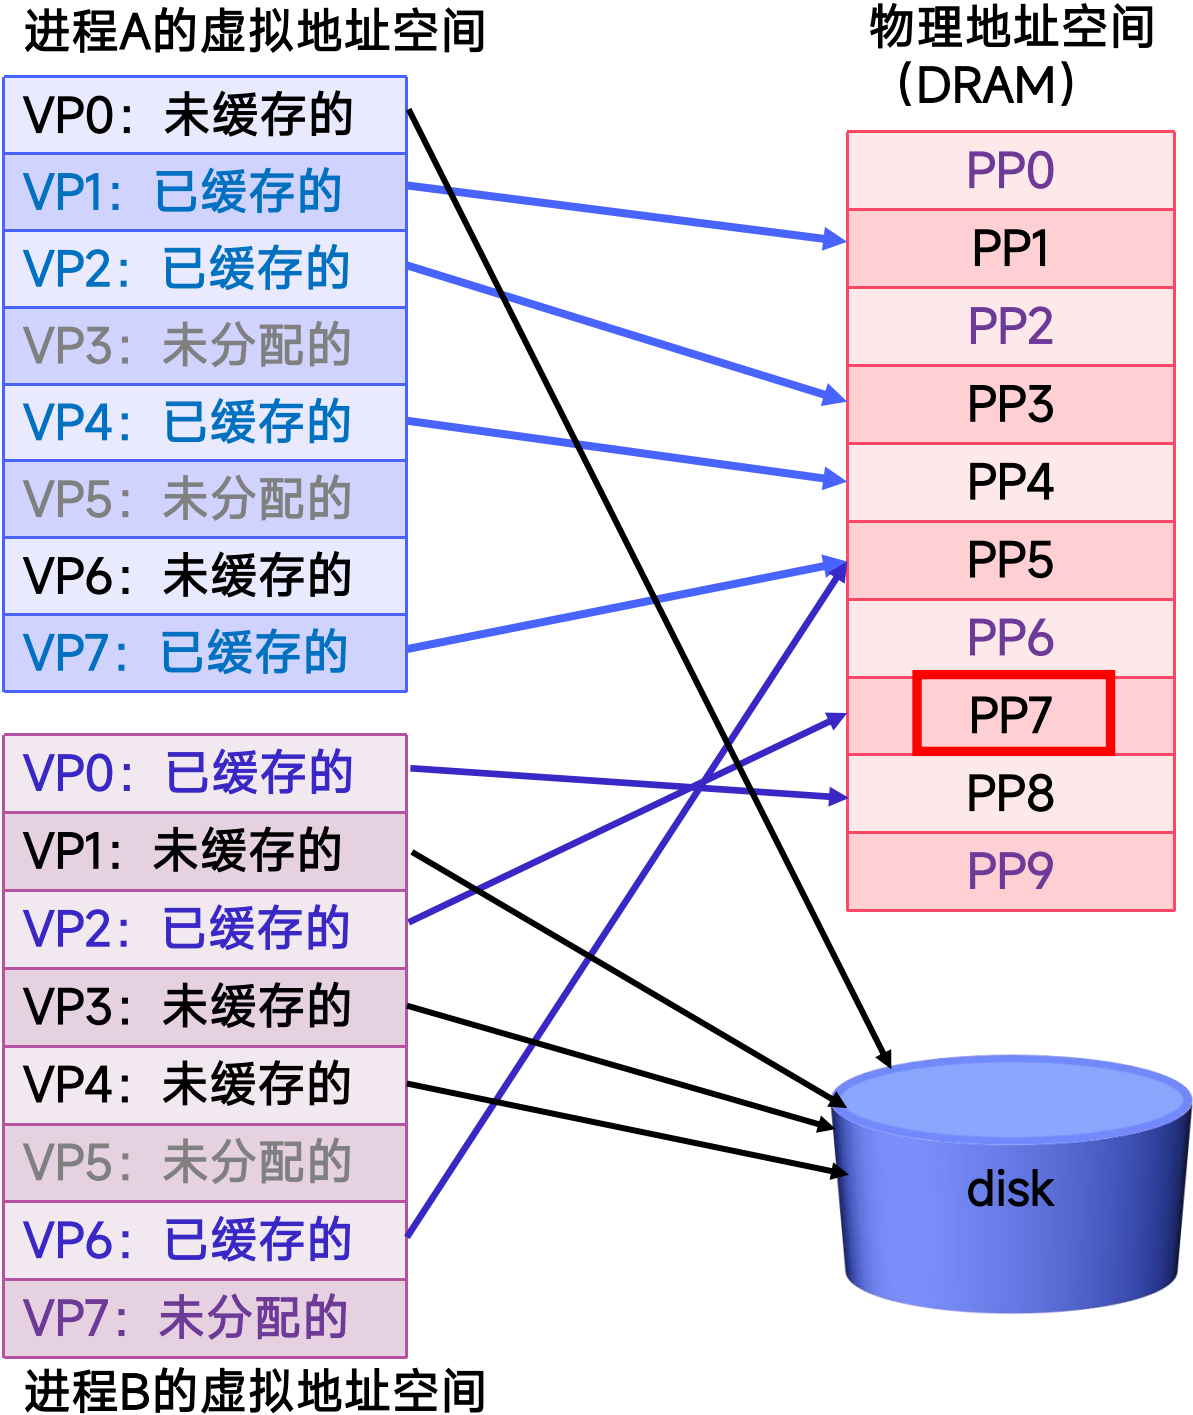 进程A的虚拟地址空间
VP0：未缓存的
VP1：已缓存的
VP2：已缓存的
VP3：未分配的
VP4：已缓存的
VP5：未分配的
VP6：未缓存的
VP7：已缓存的
VP0：已缓存的
VP1：未缓存的
VP2：已缓存的
VP3：未缓存的
VP4：未缓存的
VP5：未分配的
VP6：已缓存的
VP7：未分配的
进程B的虚拟地址空间
物理地址空间
（DRAM）
PP0
PP1
PP2
PP3
PP4
PP5
PP6
PP7
PP8
PP9
disk